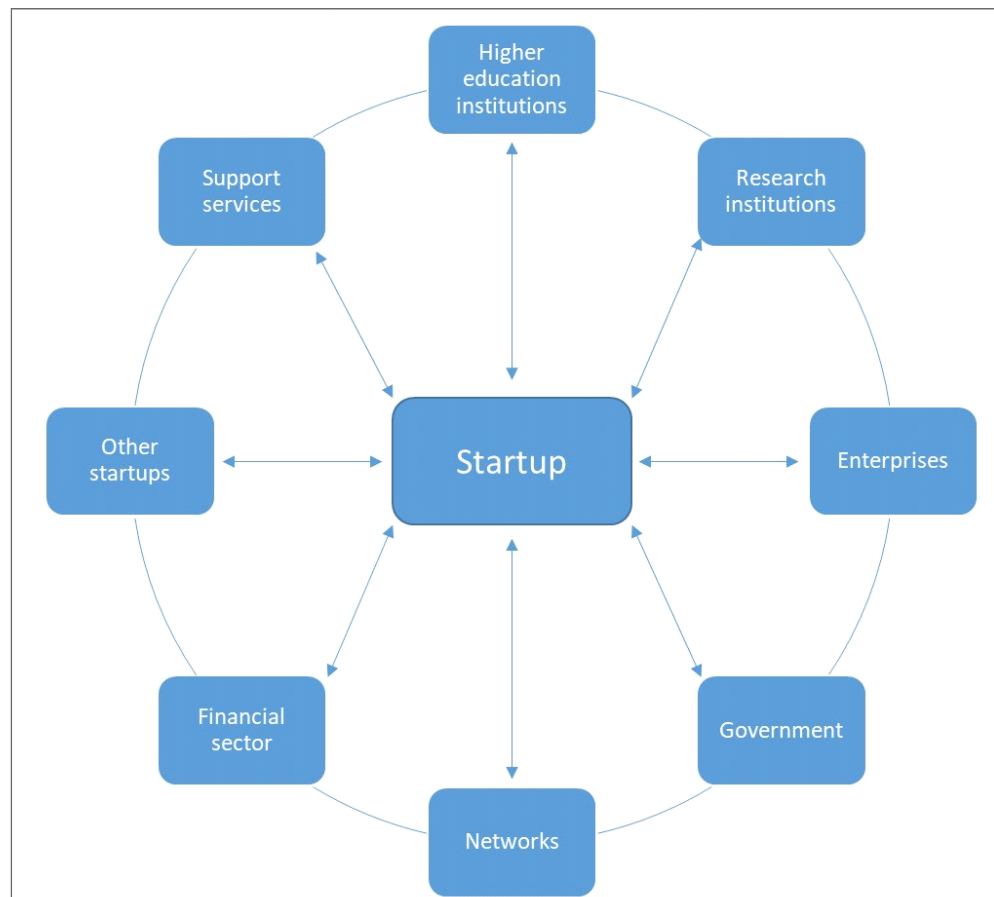 Higher
education
institutions
Support
services
Research
institutions
Other
startups
Startup
Enterprises
Financial
sector
Government
Networks